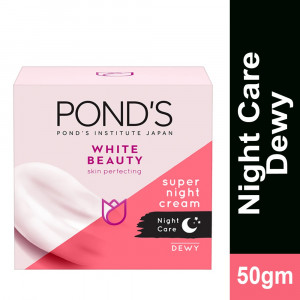 POND'S
POND'S INSTITUTE JAPAN
WHITE
BEAUTY
skin perfecting
super
night
cream
Night
Care
DEWY
Night Care
Dewy
50gm